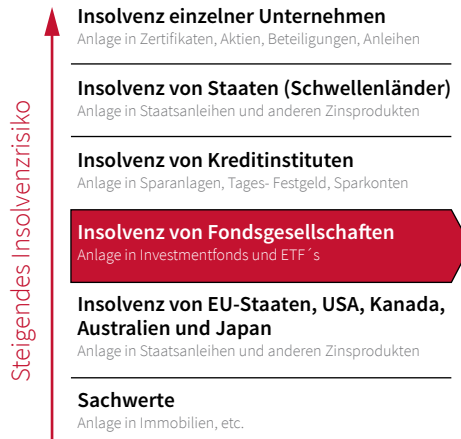 Steigendes Insolvenzrisiko
Insolvenz einzelner Unternehmen
Anlage in Zertifikaten, Aktien, Beteiligungen, Anleihen
Insolvenz von Staaten (Schwellenländer)
Anlage in Staatsanleihen und anderen Zinsprodukten
Insolvenz von Kreditinstituten
Anlage in Sparanlagen, Tages- Festgeld, Sparkonten
Insolvenz von Fondsgesellschaften
Anlage in Investmentfonds und ETF´s
Insolvenz von EU-Staaten, USA, Kanada,
Australien und Japan
Anlage in Staatsanleihen und anderen Zinsprodukten
Sachwerte
Anlage in Immobilien, etc.